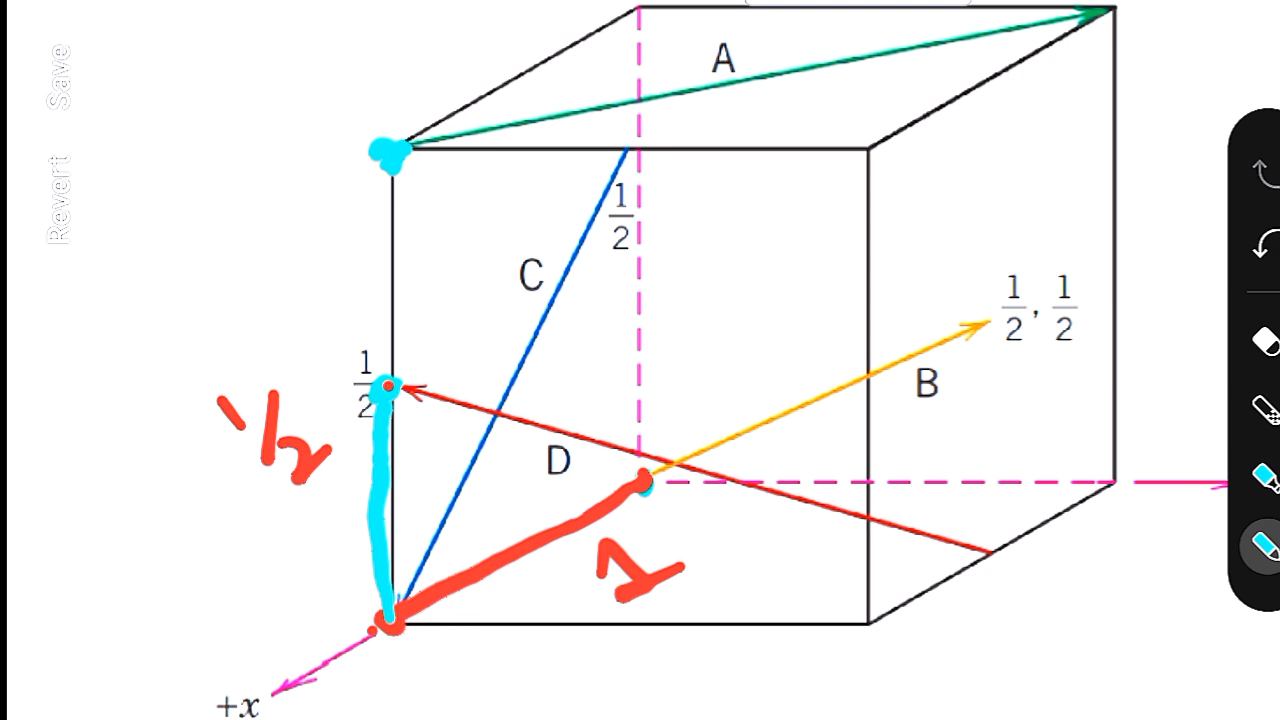 Save
Revert
A
1/2
C
1/2, 1/2
B
1/2
1/2
D
1
+x